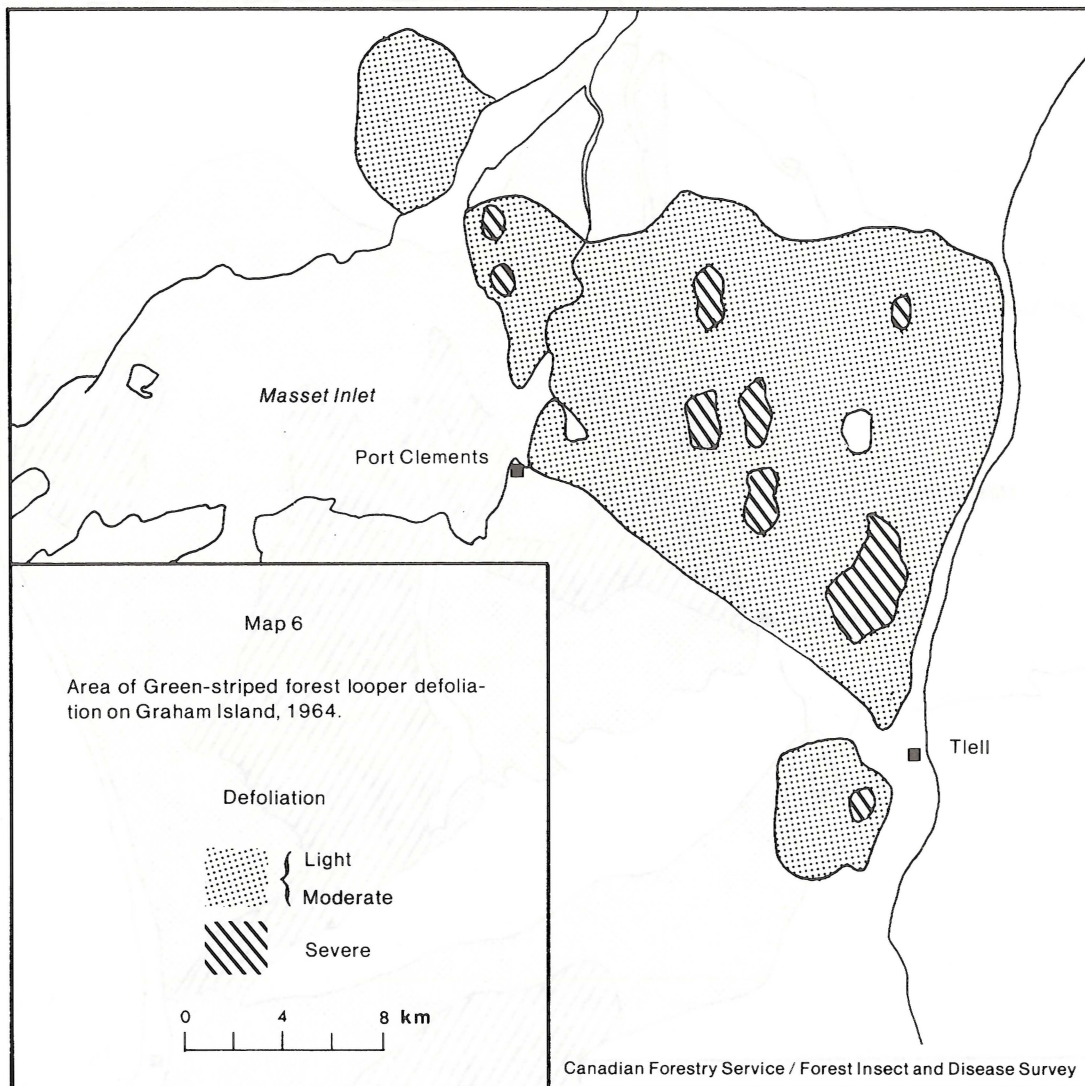 Masset Inlet
Port Clements
Tlell
Map 6
Area of Green-striped forest looper defolia-
tion on Graham Island, 1964.
Defoliation
Light
Moderate
Severe
0 4 8 km
Canadian Forestry Service / Forest Insect and Disease Survey